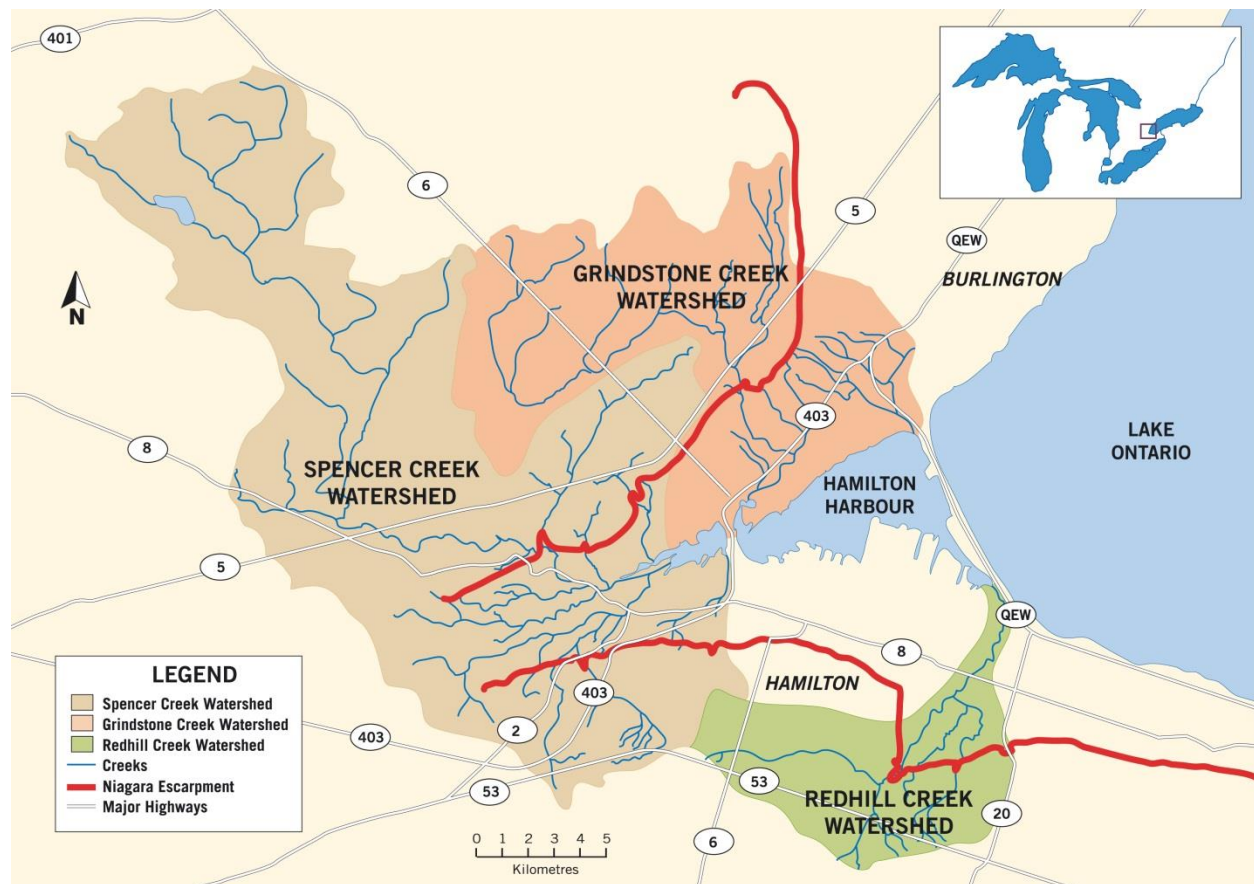 401
6
5
QEW
BURLINGTON
GRINDSTONE CREEK
WATERSHED
N
403
8
SPENCER CREEK
WATERSHED
LAKE
ONTARIO
HAMILTON
HARBOUR
5
QEW
8
HAMILTON
403
2
403
53
53
REDHILL CREEK
WATERSHED
20
6
LEGEND
Spencer Creek Watershed
Grindstone Creek Watershed
Redhill Creek Watershed
Creeks
Niagara Escarpment
Major Highways
0 1 2 3 4 5
Kilometres